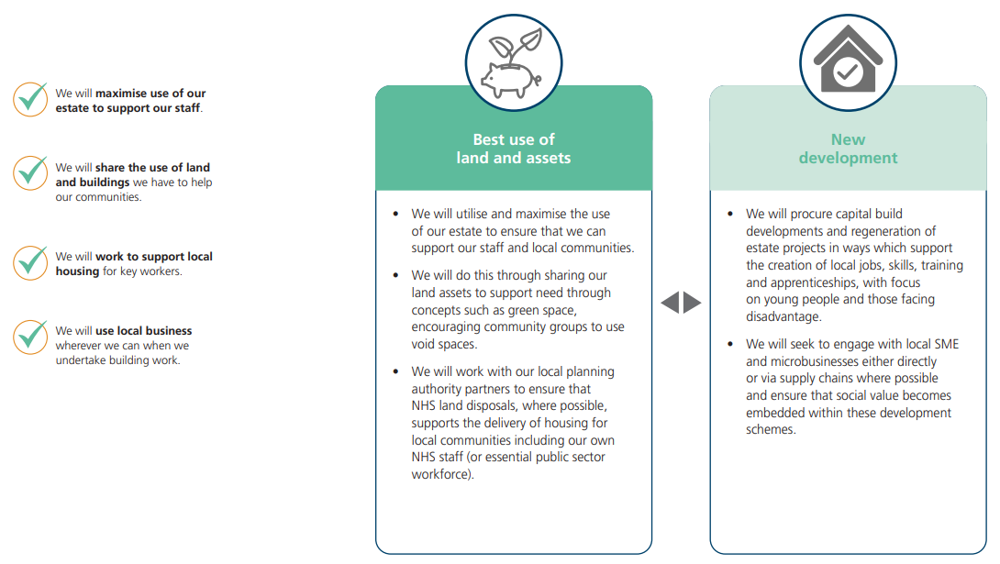 We will maximise use of our
estate to support our staff.
We will share the use of land
and buildings we have to help
our communities.
We will work to support local
housing for key workers.
We will use local business
wherever we can when we
undertake building work.
Best use of
land and assets
• We will utilise and maximise the use
of our estate to ensure that we can
support our staff and local communities.
• We will do this through sharing our
land assets to support need through
concepts such as green space,
encouraging community groups to use
void spaces.
• We will work with our local planning
authority partners to ensure that
NHS land disposals, where possible,
supports the delivery of housing for
local communities including our own
NHS staff (or essential public sector
workforce).
New
development
• We will procure capital build
developments and regeneration of
estate projects in ways which support
the creation of local jobs, skills, training
and apprenticeships, with focus
on young people and those facing
disadvantage.
• We will seek to engage with local SME
and microbusinesses either directly
or via supply chains where possible
and ensure that social value becomes
embedded within these development
schemes.